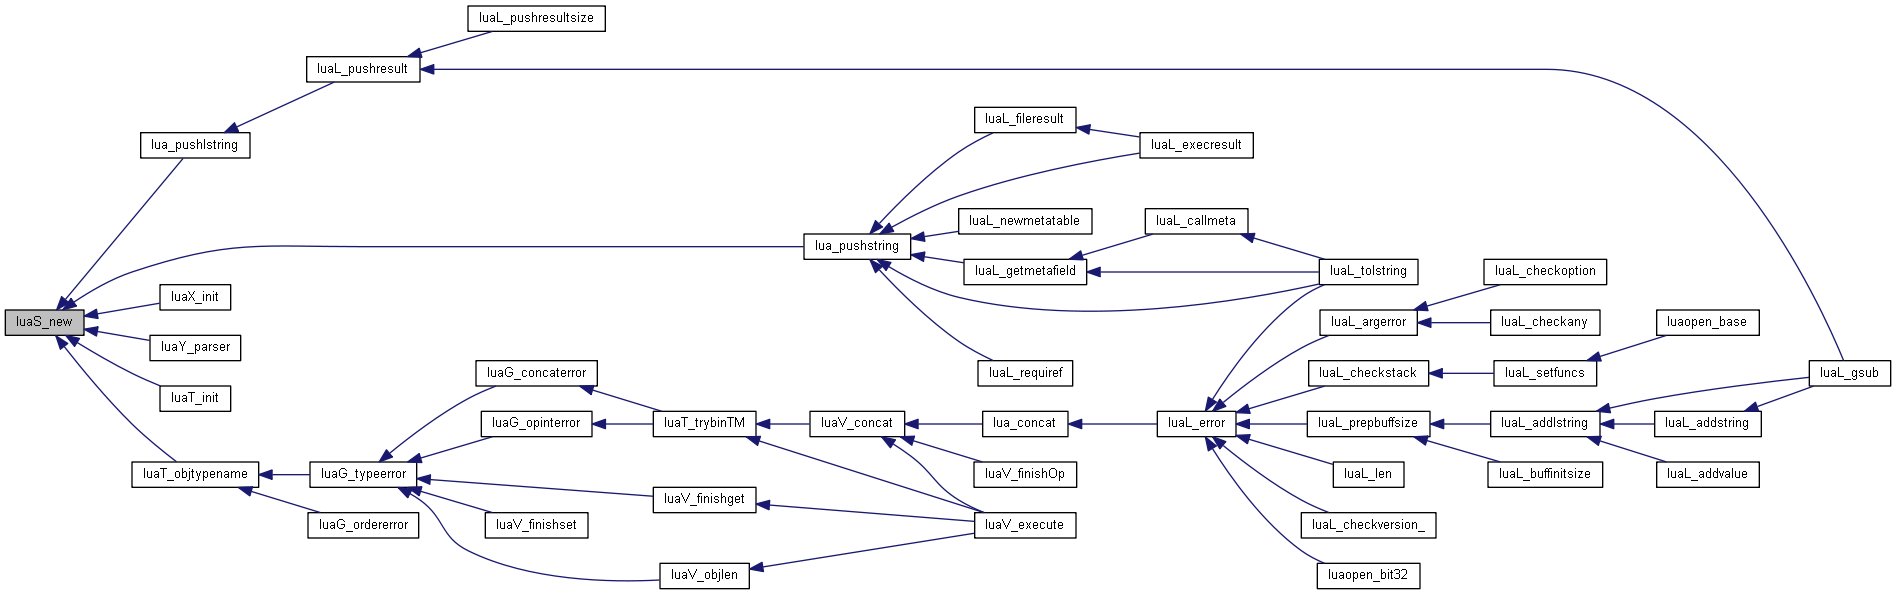 luaL_pushresultsize
luaL_pushresult
luaL_fileresult
lua_pushlstring
luaL_execresult
luaL_newmetatable
luaL_callmeta
lua_pushstring
luaL_getmetafield
luaL_tolstring
luaL_checkoption
luaX_init
luaS_new
luaL_argerror
luaL_checkany
luaopen_base
luaY_parser
luaG_concaterror
luaL_requiref
luaL_checkstack
luaL_setfuncs
luaL_gsub
luaT_init
luaG_opinterror
luaT_trybinTM
luaV_concat
lua_concat
luaL_error
luaL_prepbuffsize
luaL_addlstring
luaL_addstring
luaT_objtypename
luaG_typeerror
luaV_finishOp
luaL_len
luaL_buffinitsize
luaL_addvalue
luaV_finishget
luaG_ordererror
luaV_finishset
luaV_execute
luaL_checkversion_
luaV_objlen
luaopen_bit32